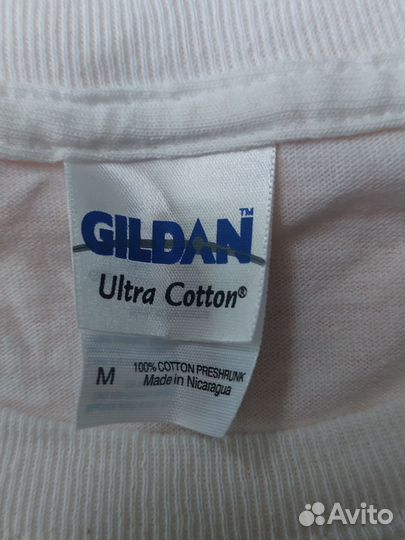 GILDAN™
Ultra Cotton®
M
100% COTTON PRESHRUNK
Made in Nicaragua
Avito